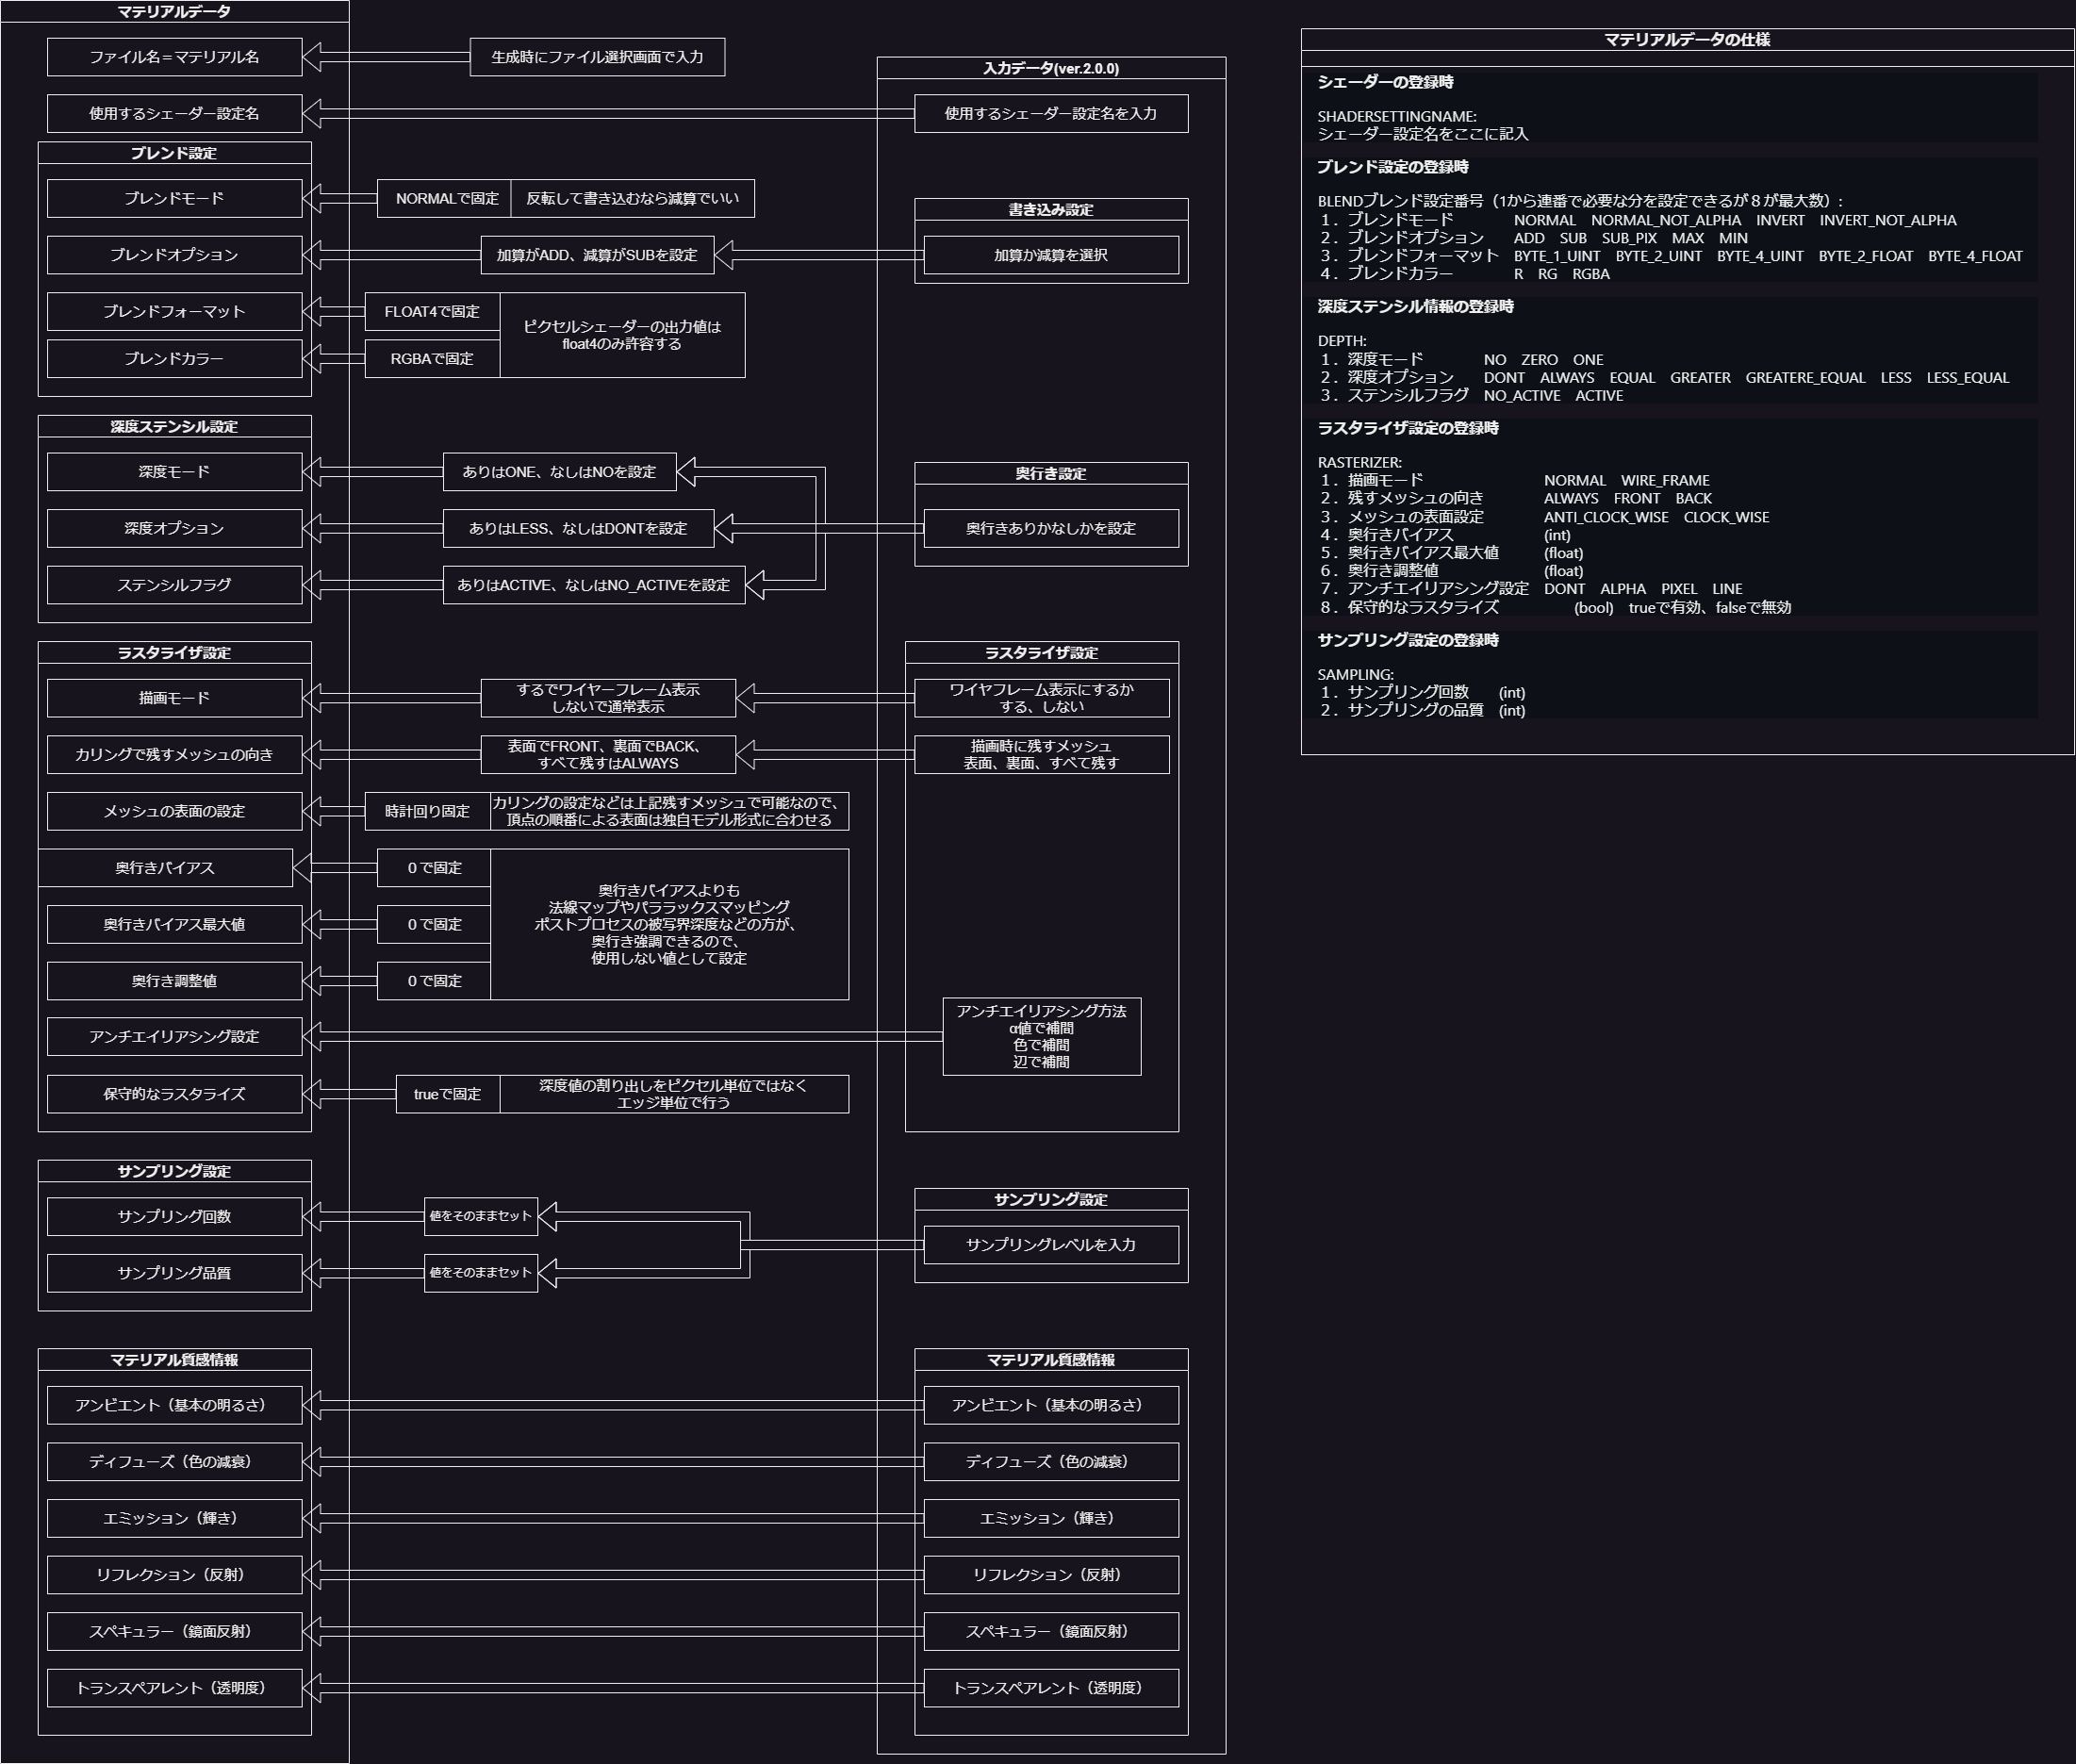 マテリアルデータ
ファイル名＝マテリアル名
生成時にファイル選択画面で入力
入力データ(ver.2.0.0)
使用するシェーダー設定名
使用するシェーダー設定名を入力
ブレンド設定
ブレンドモード
NORMALで固定
反転して書き込むなら減算でいい
書き込み設定
ブレンドオプション
加算がADD、減算がSUBを設定
加算か減算を選択
ブレンドフォーマット
FLOAT4で固定
ピクセルシェーダーの出力値は
float4のみ許容する
ブレンドカラー
RGBAで固定
深度ステンシル設定
深度モード
ありはONE、なしはNOを設定
奥行き設定
深度オプション
ありはLESS、なしはDONTを設定
奥行きありかなしかを設定
ステンシルフラグ
ありはACTIVE、なしはNO_ACTIVEを設定
ラスタライザ設定
ラスタライザ設定
描画モード
するでワイヤーフレーム表示
しないで通常表示
ワイヤフレーム表示にするか
する、しない
カリングで残すメッシュの向き
表面でFRONT、裏面でBACK、
すべて残すはALWAYS
描画時に残すメッシュ
表面、裏面、すべて残す
メッシュの表面の設定
時計回り固定
カリングの設定などは上記残すメッシュで可能なので、
頂点の順番による表面は独自モデル形式に合わせる
奥行きバイアス
０で固定
奥行きバイアスよりも
法線マップやパララックスマッピング
ポストプロセスの被写界深度などの方が、
奥行き強調できるので、
使用しない値として設定
奥行きバイアス最大値
０で固定
奥行き調整値
０で固定
アンチエイリアシング設定
アンチエイリアシング方法
α値で補間
色で補間
辺で補間
保守的なラスタライズ
trueで固定
深度値の割り出しをピクセル単位ではなく
エッジ単位で行う
サンプリング設定
サンプリング回数
値をそのままセット
サンプリング設定
サンプリングレベルを入力
サンプリング品質
値をそのままセット
マテリアル質感情報
マテリアル質感情報
アンビエント（基本の明るさ）
アンビエント（基本の明るさ）
ディフューズ（色の減衰）
ディフューズ（色の減衰）
エミッション（輝き）
エミッション（輝き）
リフレクション（反射）
リフレクション（反射）
スペキュラー（鏡面反射）
スペキュラー（鏡面反射）
トランスペアレント（透明度）
トランスペアレント（透明度）
マテリアルデータの仕様
シェーダーの登録時
SHADERSETTINGNAME:
シェーダー設定名をここに記入
ブレンド設定の登録時
BLENDブレンド設定番号（1から連番で必要な分を設定できるが８が最大数）:
１．ブレンドモード　　　　NORMAL　NORMAL_NOT_ALPHA　INVERT　INVERT_NOT_ALPHA
２．ブレンドオプション　　ADD　SUB　SUB_PIX　MAX　MIN
３．ブレンドフォーマット　BYTE_1_UINT　BYTE_2_UINT　BYTE_4_UINT　BYTE_2_FLOAT　BYTE_4_FLOAT
４．ブレンドカラー　　　　R　RG　RGBA
深度ステンシル情報の登録時
DEPTH:
１．深度モード　　　　NO　ZERO　ONE
２．深度オプション　　DONT　ALWAYS　EQUAL　GREATER　GREATERE_EQUAL　LESS　LESS_EQUAL
３．ステンシルフラグ　NO_ACTIVE　ACTIVE
ラスタライザ設定の登録時
RASTERIZER:
１．描画モード　　　　　　　　NORMAL　WIRE_FRAME
２．残すメッシュの向き　　　　ALWAYS　FRONT　BACK
３．メッシュの表面設定　　　　ANTI_CLOCK_WISE　CLOCK_WISE
４．奥行きバイアス　　　　　　(int)
５．奥行きバイアス最大値　　　(float)
６．奥行き調整値　　　　　　　(float)
７．アンチエイリアシング設定　DONT　ALPHA　PIXEL　LINE
８．保守的なラスタライズ　　　　　(bool)　trueで有効、falseで無効
サンプリング設定の登録時
SAMPLING:
１．サンプリング回数　　(int)
２．サンプリングの品質　(int)